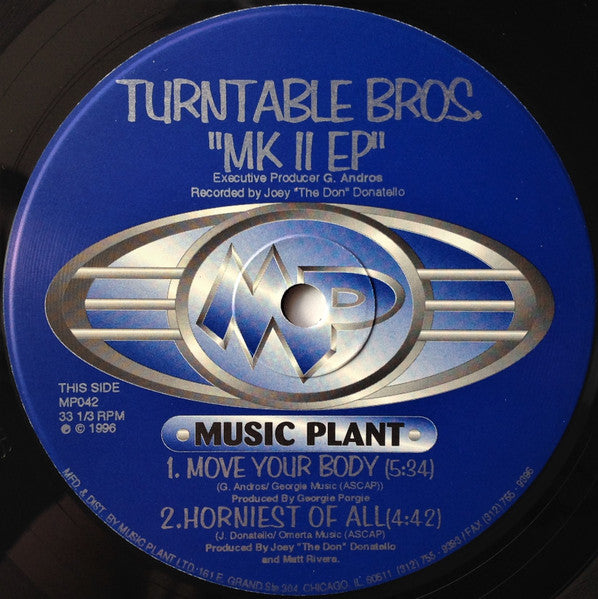 TURNTABLE BROS.
"MK II EP"
Executive Producer G. Andros
Recorded by Joey "The Don" Donatello
MP
THIS SIDE
MP042
33 1/3 RPM
℗ © 1996
• MUSIC PLANT •
1. MOVE YOUR BODY (5:34)
(G. Andros/ Georgie Music (ASCAP))
Produced By Georgie Porgie
2.HORNIEST OF ALL(4:42)
(J. Donatello/ Omerta Music (ASCAP)
Produced By Joey "The Don" Donatello
and Matt Rivera.
MFD. & DIST. BY MUSIC PLANT LTD. 161 E. GRAND Ste 304, CHICAGO, IL 60611 (312) 755 - 9393 / FAX (312) 755 - 9396